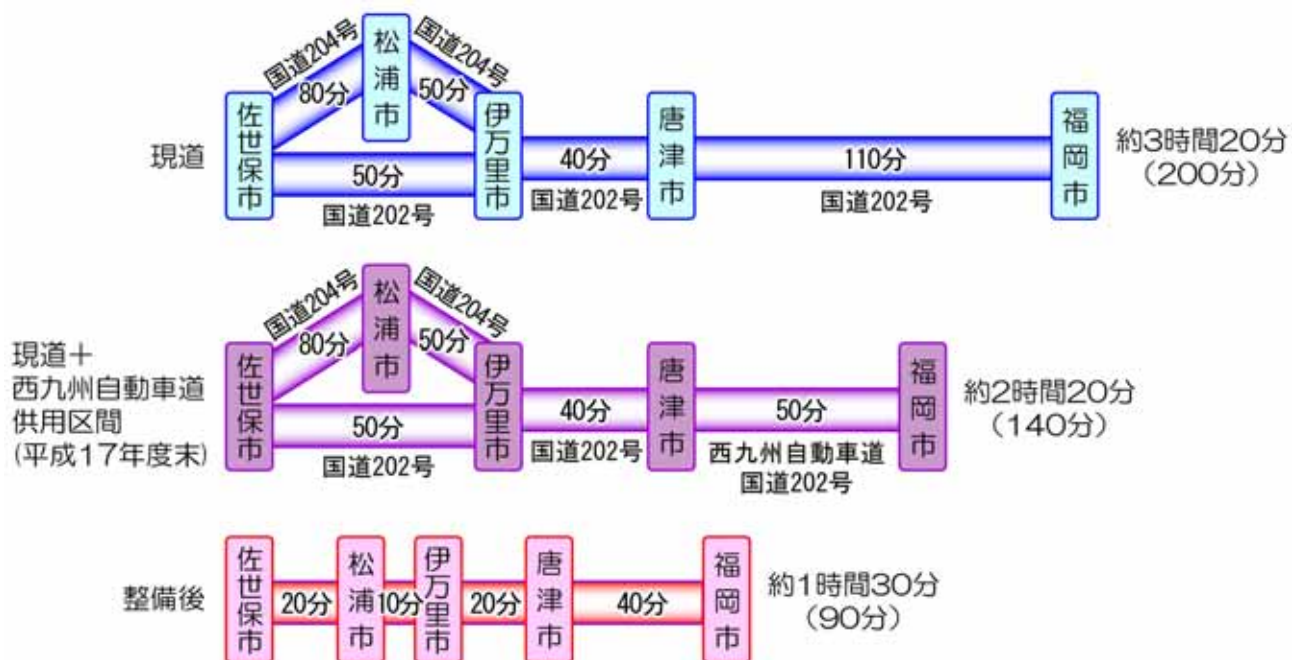 現道
佐世保市
国道204号
80分
松浦市
国道204号
50分
伊万里市
50分
国道202号
40分
国道202号
唐津市
110分
国道202号
福岡市
約3時間20分
(200分)
現道+
西九州自動車道
供用区間
(平成17年度末)
佐世保市
国道204号
80分
松浦市
国道204号
50分
伊万里市
50分
国道202号
40分
国道202号
唐津市
50分
西九州自動車道
国道202号
福岡市
約2時間20分
(140分)
整備後
佐世保市
20分
松浦市
10分
伊万里市
20分
唐津市
40分
福岡市
約1時間30分
(90分)